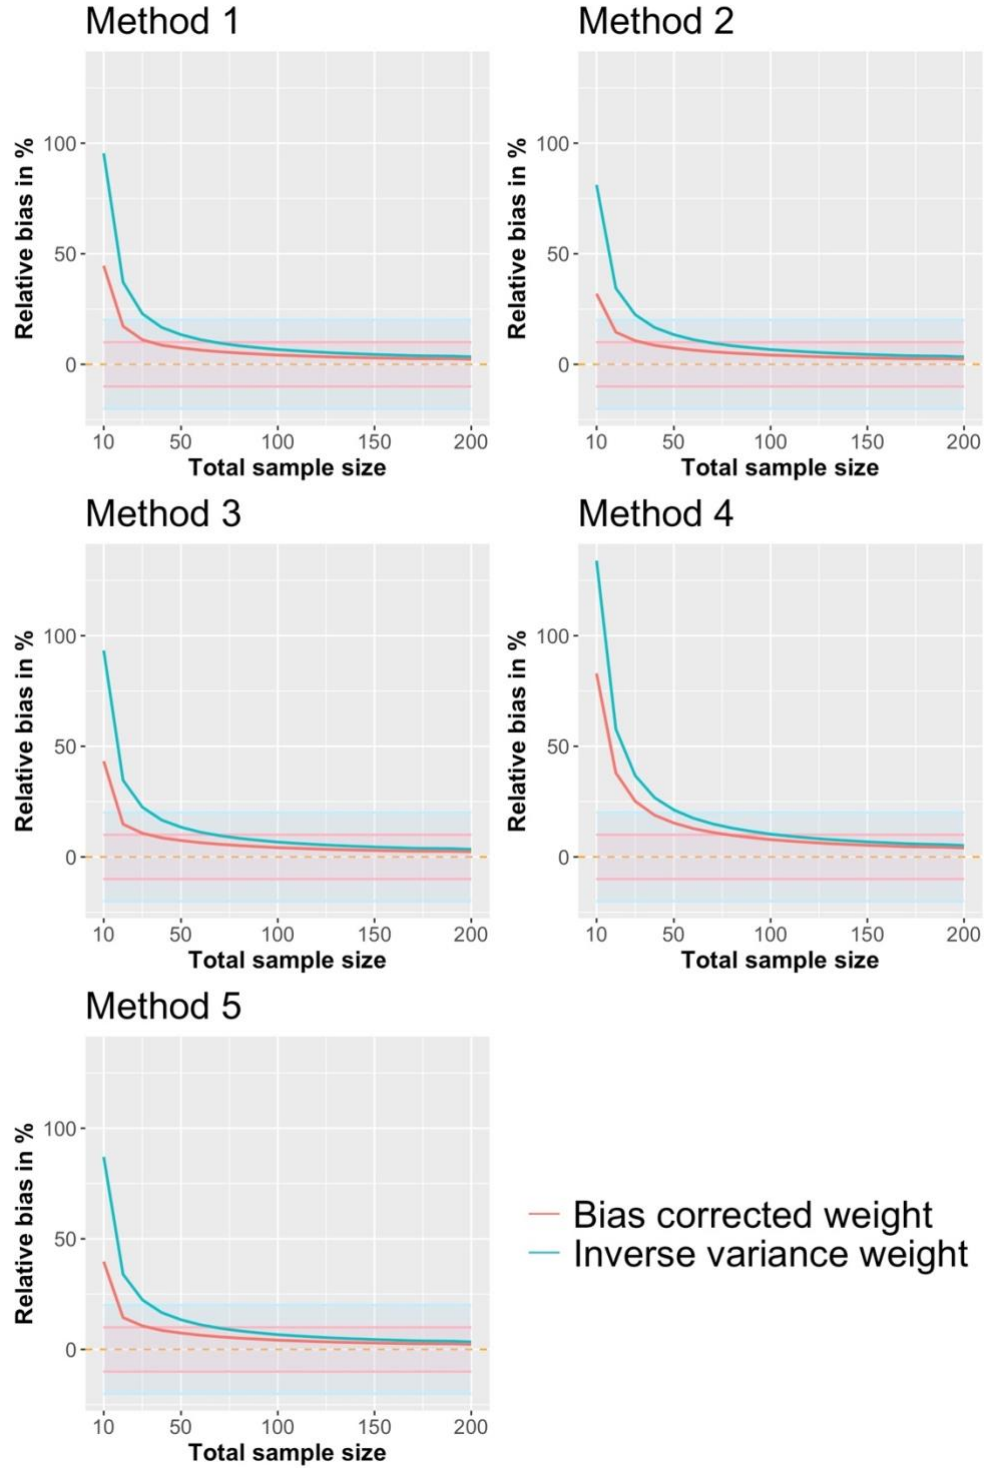 Method 1
Relative bias in %
100
50
0
10 50 100 150 200
Total sample size
Method 2
Relative bias in %
100
50
0
10 50 100 150 200
Total sample size
Method 3
Relative bias in %
100
50
0
10 50 100 150 200
Total sample size
Method 4
Relative bias in %
100
50
0
10 50 100 150 200
Total sample size
Method 5
Relative bias in %
100
50
0
10 50 100 150 200
Total sample size
Bias corrected weight
Inverse variance weight